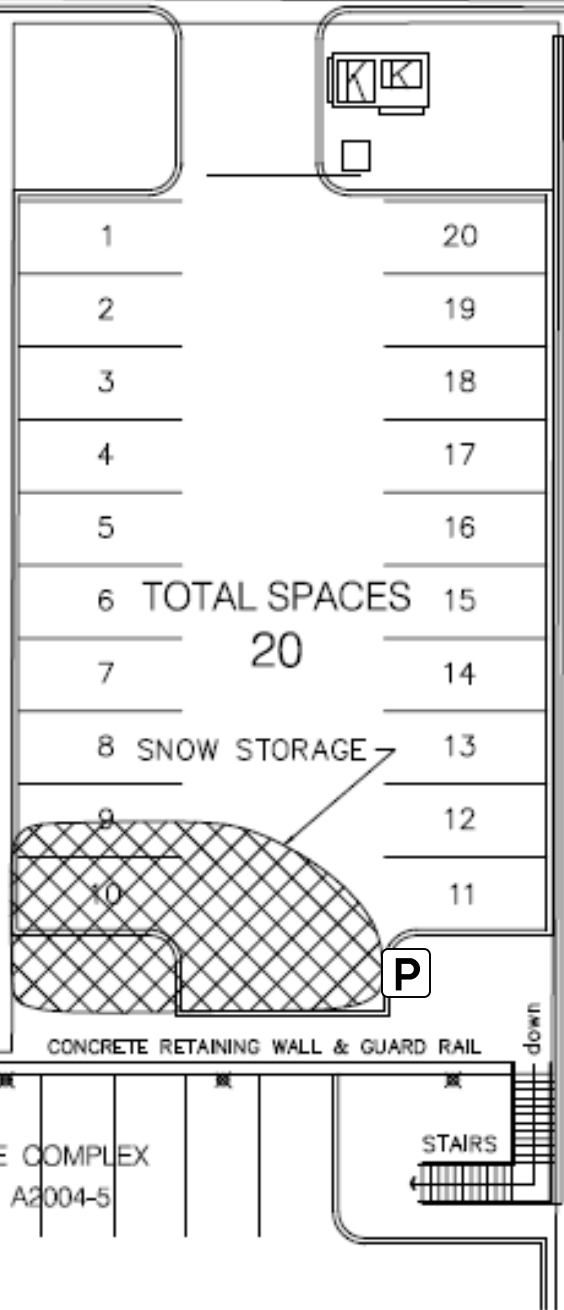 1
20
2
19
3
18
4
17
5
16
6
TOTAL SPACES
15
20
7
14
8
SNOW STORAGE
13
9
12
10
11
P
CONCRETE RETAINING WALL & GUARD RAIL
down
STAIRS
E COMPLEX
A2004-5